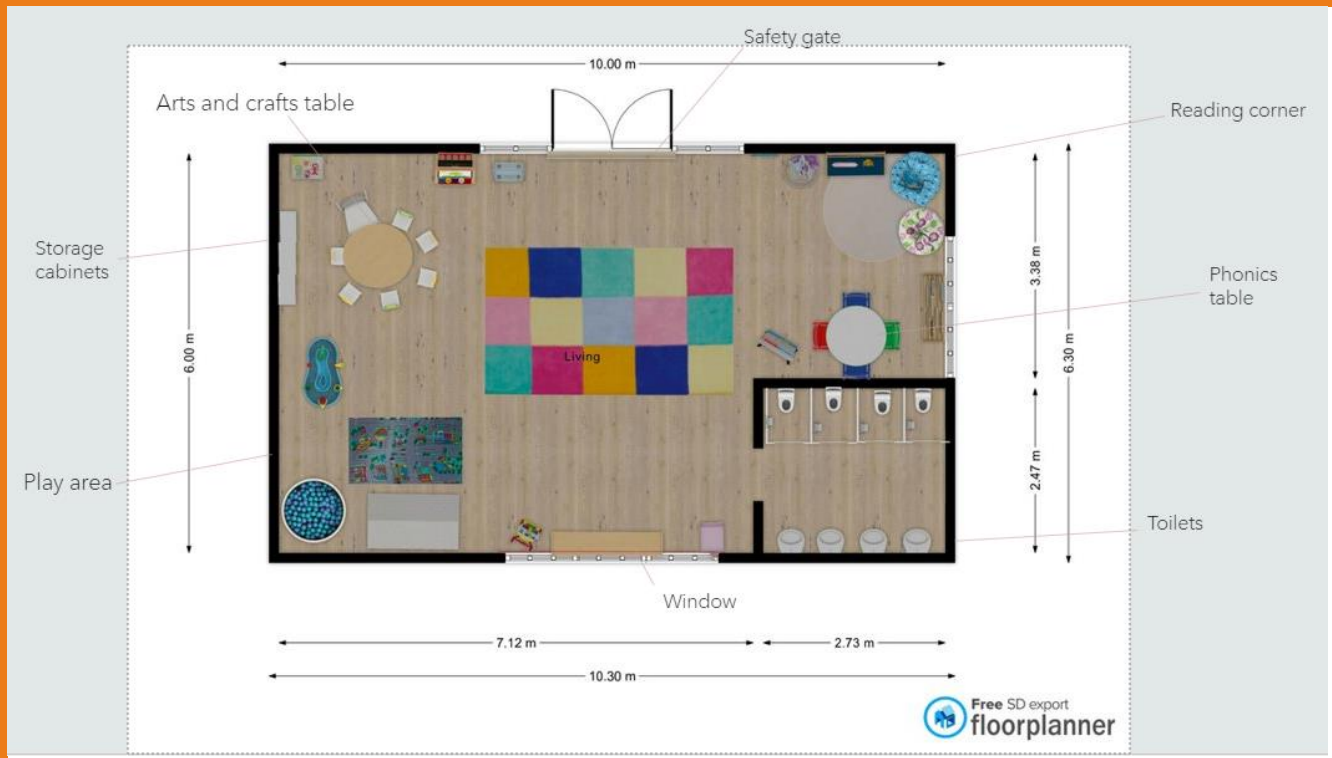 Safety gate
10.00 m
Arts and crafts table
Reading corner
Storage
cabinets
Phonics
table
3.38 m
6.00 m
6.30 m
Living
2.47 m
Play area
Toilets
Window
7.12 m
2.73 m
10.30 m
Free SD export
floorplanner